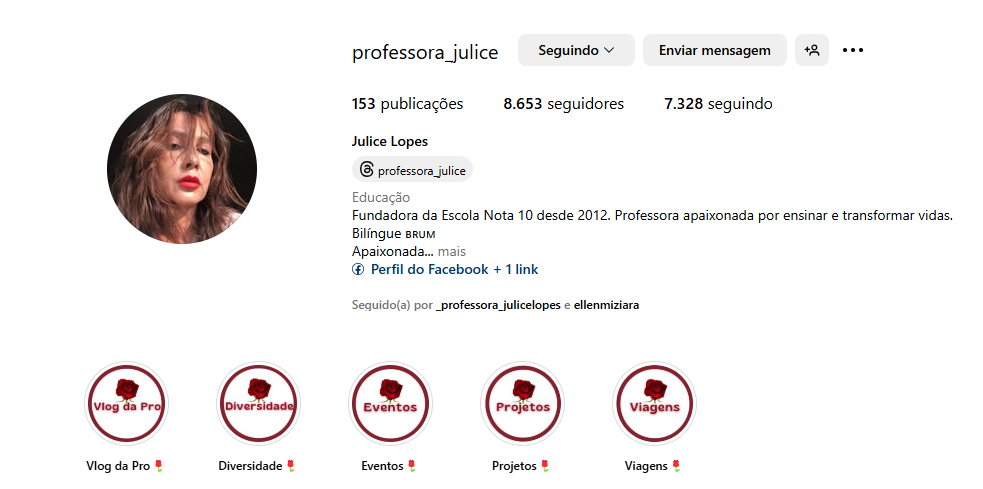 professora_julice Seguindo Enviar mensagem
153 publicações 8.653 seguidores 7.328 seguindo
Julice Lopes
professora_julice
Educação
Fundadora da Escola Nota 10 desde 2012. Professora apaixonada por ensinar e transformar vidas.
Bilíngue ʙʀᴜᴍ
Apaixonada... mais
Perfil do Facebook + 1 link
Seguido(a) por _professora_julicelopes e ellenmiziara
Vlog da Pro Diversidade Eventos Projetos Viagens
Vlog da Pro🌷 Diversidade🌷 Eventos🌷 Projetos🌷 Viagens🌷